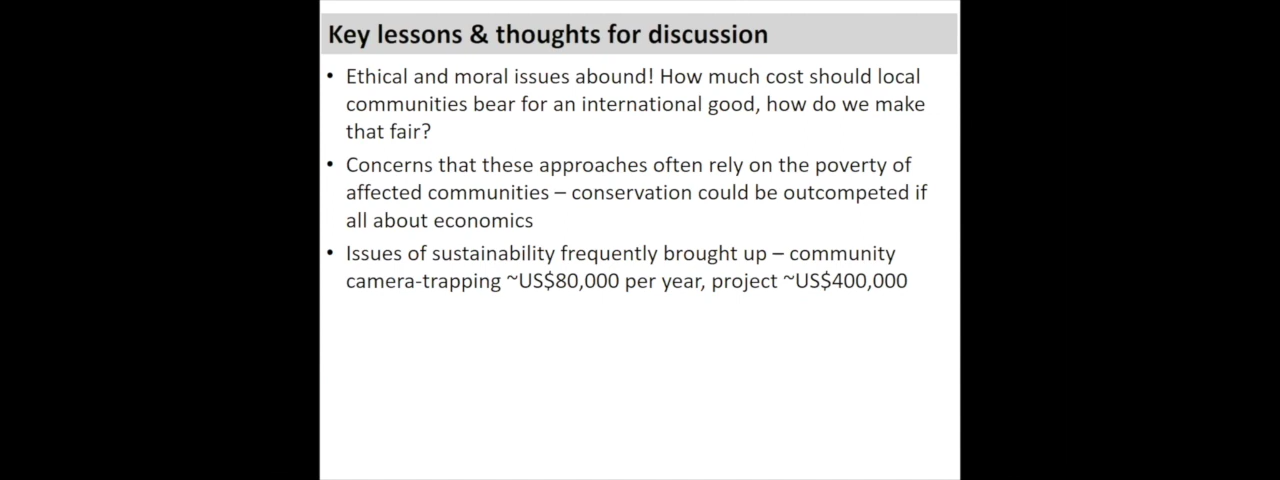 Key lessons & thoughts for discussion
• Ethical and moral issues abound! How much cost should local
communities bear for an international good, how do we make
that fair?
• Concerns that these approaches often rely on the poverty of
affected communities – conservation could be outcompeted if
all about economics
• Issues of sustainability frequently brought up – community
camera-trapping ~US$80,000 per year, project ~US$400,000